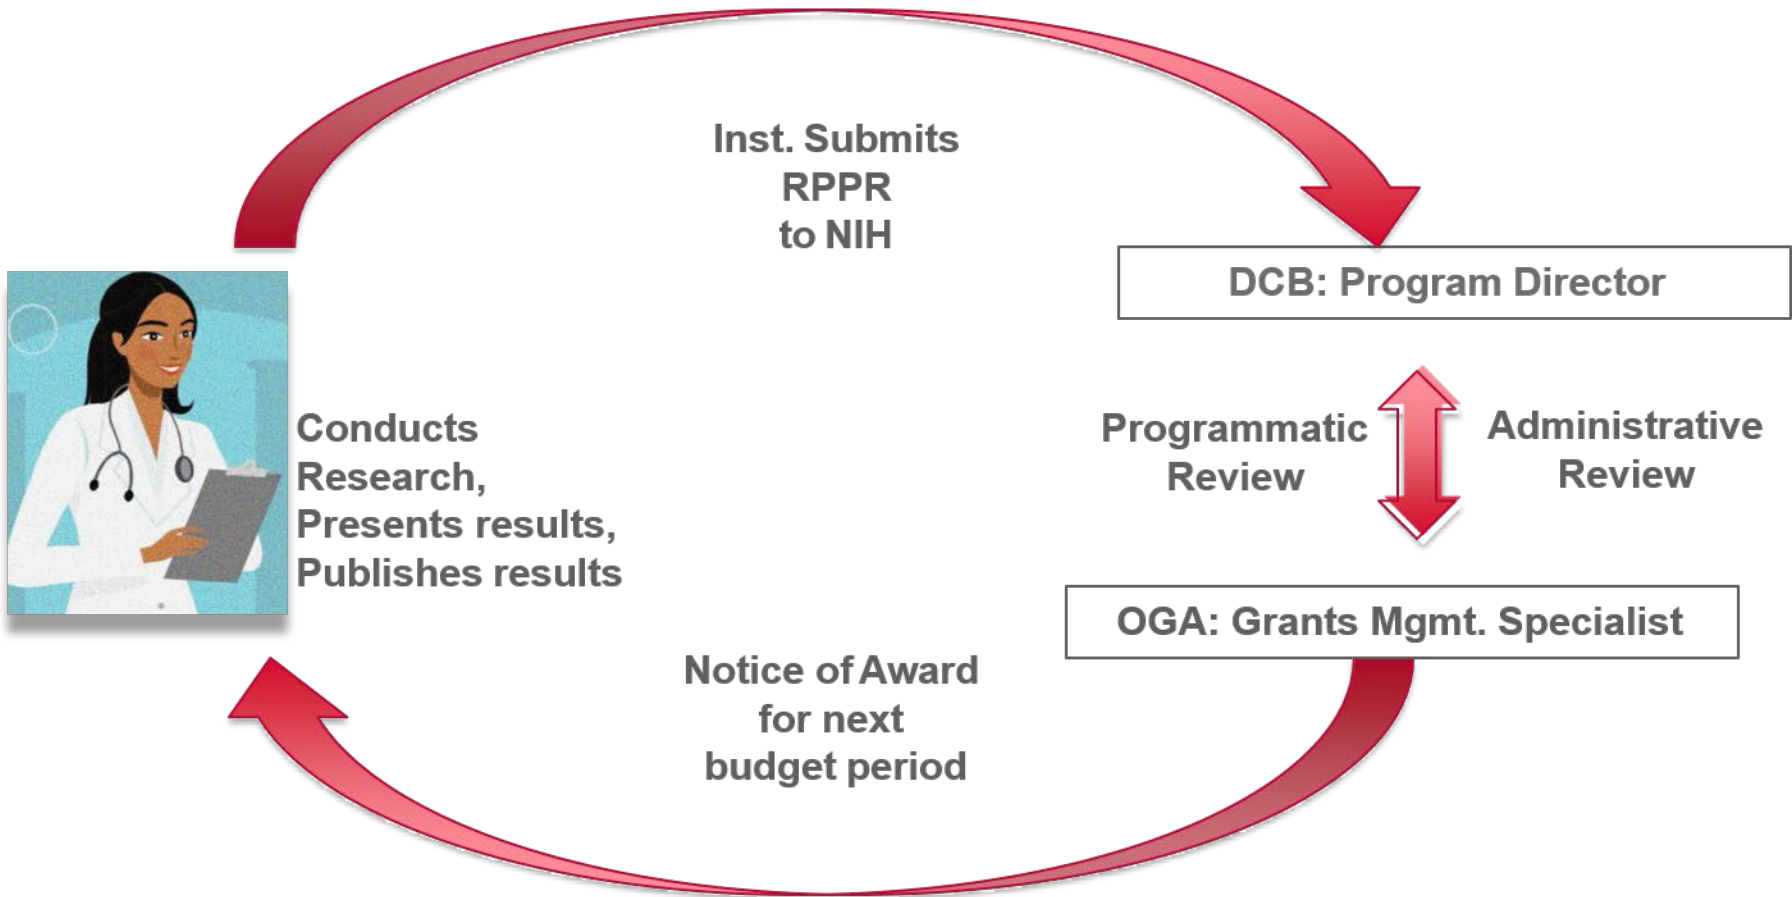 Inst. Submits
RPPR
to NIH
DCB: Program Director
Conducts
Research,
Presents results,
Publishes results
Programmatic
Review
Administrative
Review
OGA: Grants Mgmt. Specialist
Notice of Award
for next
budget period